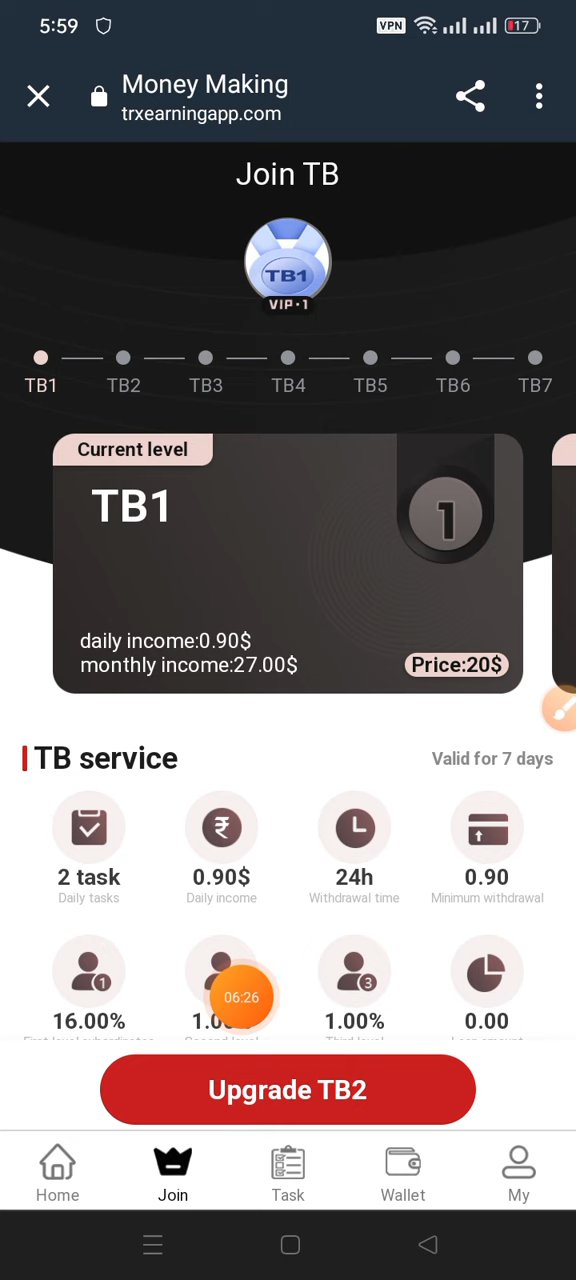 5:59 VPN 17
Money Making
trxearningapp.com
Join TB
TB1
VIP·1
TB1 TB2 TB3 TB4 TB5 TB6 TB7
Current level
TB1
1
daily income:0.90$
monthly income:27.00$ Price:20$
TB service Valid for 7 days
₹
2 task 0.90$ 24h 0.90
Daily tasks Daily income Withdrawal time Minimum withdrawal
1 3
06:26
16.00% 1.00% 0.00
Upgrade TB2
Home Join Task Wallet My